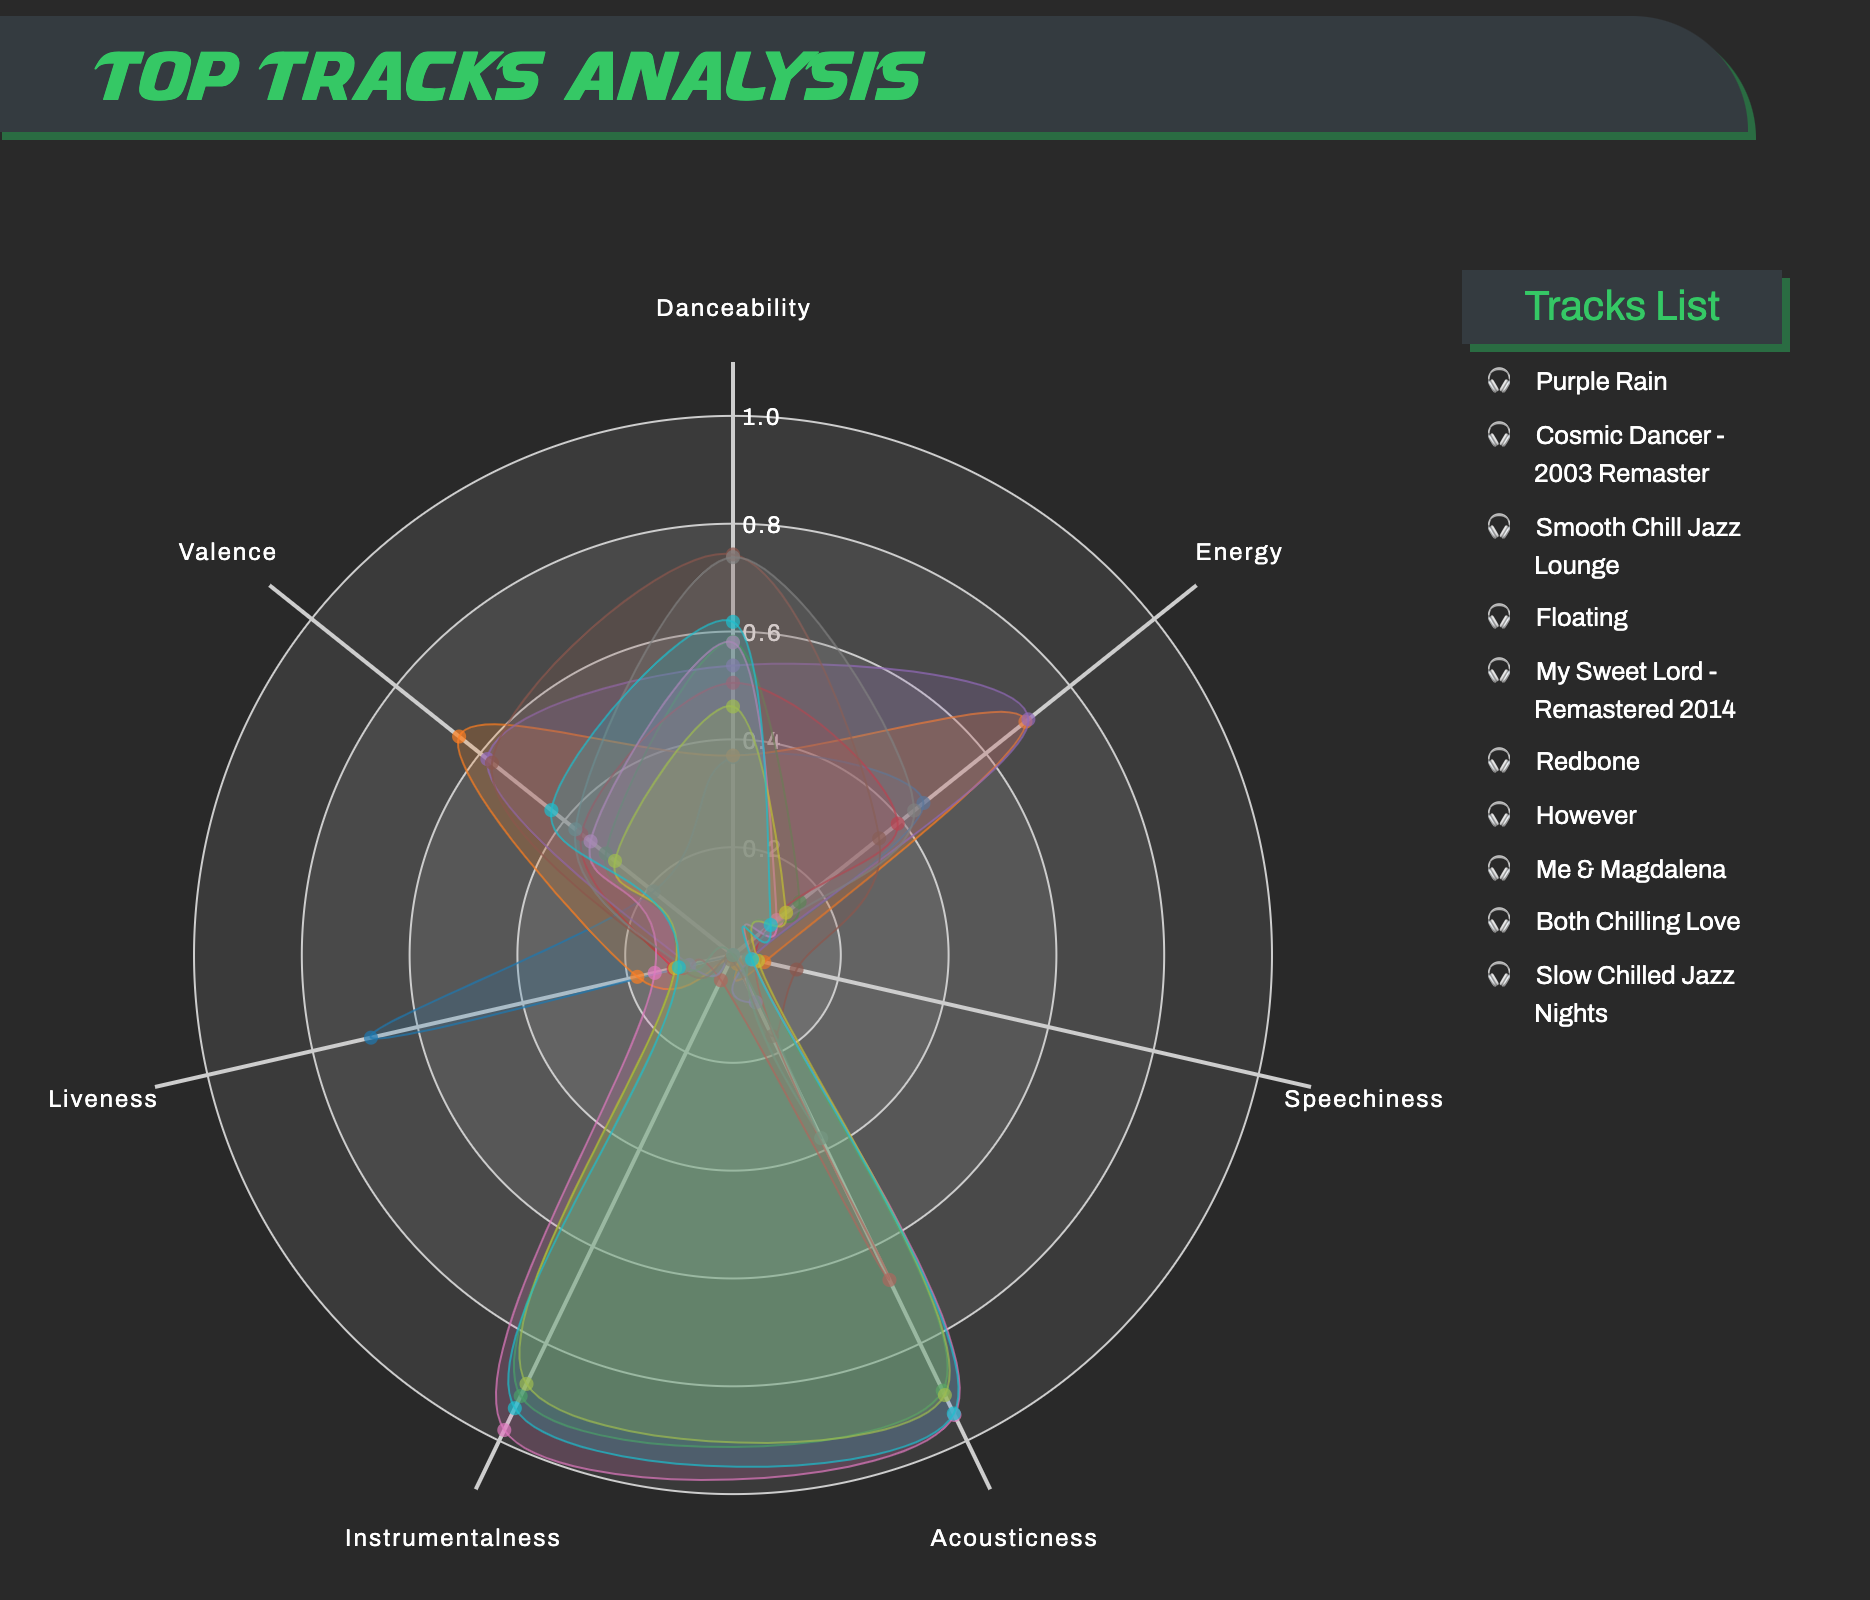 TOP TRACKS ANALYSIS
Danceability
1.0
0.8
0.6
0.4
0.2
Valence
Energy
Liveness
Speechiness
Instrumentalness
Acousticness
Tracks List
Purple Rain
Cosmic Dancer -
2003 Remaster
Smooth Chill Jazz
Lounge
Floating
My Sweet Lord -
Remastered 2014
Redbone
However
Me & Magdalena
Both Chilling Love
Slow Chilled Jazz
Nights